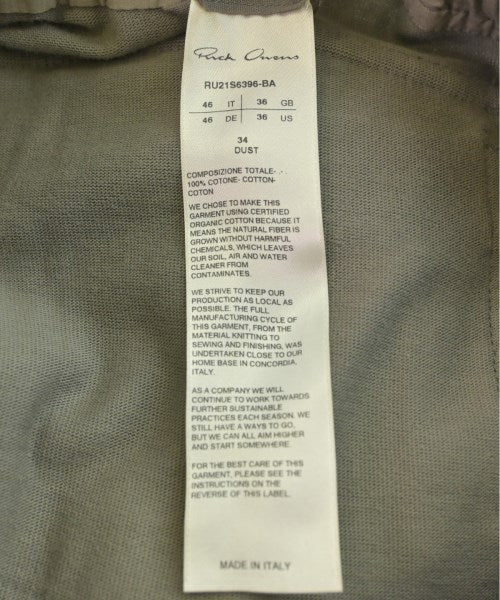 Rick Owens
RU21S6396-BA
46 IT 36 GB
46 DE 36 US
34
DUST
COMPOSIZIONE TOTALE- -
100% COTONE- COTTON-
COTON
WE CHOSE TO MAKE THIS
GARMENT USING CERTIFIED
ORGANIC COTTON BECAUSE IT
MEANS THE NATURAL FIBER IS
GROWN WITHOUT HARMFUL
CHEMICALS, WHICH LEAVES
OUR SOIL, AIR AND WATER
CLEANER FROM
CONTAMINATES.
WE STRIVE TO KEEP OUR
PRODUCTION AS LOCAL AS
POSSIBLE. THE FULL
MANUFACTURING CYCLE OF
THIS GARMENT, FROM THE
MATERIAL KNITTING TO
SEWING AND FINISHING, WAS
UNDERTAKEN CLOSE TO OUR
HOME BASE IN CONCORDIA,
ITALY.
AS A COMPANY WE WILL
CONTINUE TO WORK TOWARDS
FURTHER SUSTAINABLE
PRACTICES EACH SEASON. WE
STILL HAVE A WAYS TO GO,
BUT WE CAN ALL AIM HIGHER
AND START SOMEWHERE.
FOR THE BEST CARE OF THIS
GARMENT, PLEASE SEE THE
INSTRUCTIONS ON THE
REVERSE OF THIS LABEL.
MADE IN ITALY